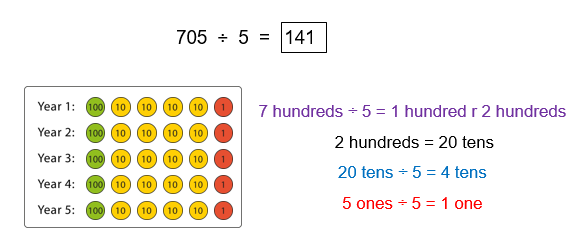 705 ÷ 5 = 141
Year 1: 100 10 10 10 10 1
Year 2: 100 10 10 10 10 1
Year 3: 100 10 10 10 10 1
Year 4: 100 10 10 10 10 1
Year 5: 100 10 10 10 10 1
7 hundreds ÷ 5 = 1 hundred r 2 hundreds
2 hundreds = 20 tens
20 tens ÷ 5 = 4 tens
5 ones ÷ 5 = 1 one